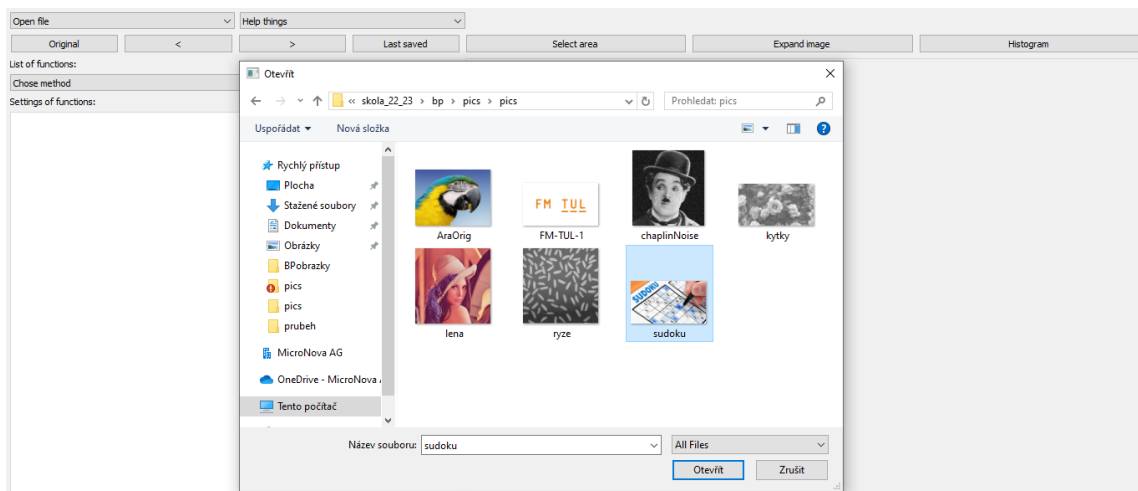 Open file Help things
Original < > Last saved Select area Expand image Histogram
List of functions:
Chose method
Settings of functions:
Otevřít
« skola_22_23 › bp › pics › pics Prohledat: pics
Uspořádat Nová složka
Rychlý přístup
Plocha
Stažené soubory
Dokumenty
Obrázky
BPobrazky
pics
pics
prubeh
MicroNova AG
OneDrive - MicroNova
Tento počítač
FM TUL
AraOrig FM-TUL-1 chaplinNoise kytky
SUDOKU
lena ryze sudoku
Název souboru: sudoku All Files
Otevřít Zrušit